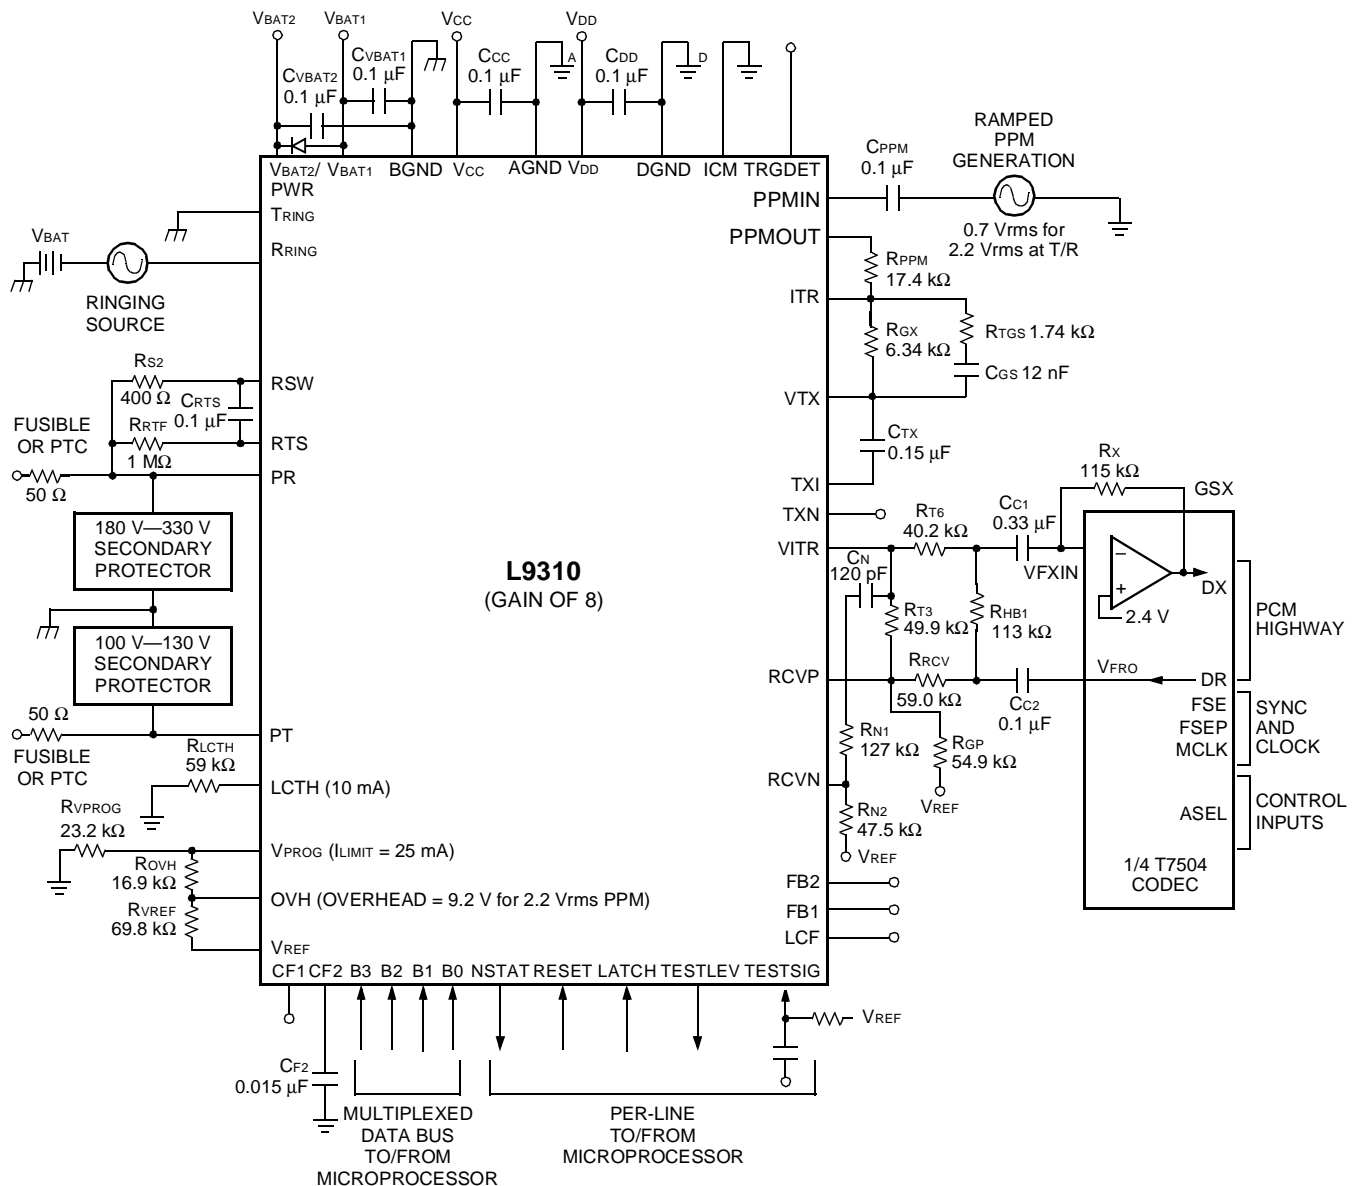 VBAT2 VBAT1 VCC VDD
CVBAT1
0.1 μF
CVBAT2
0.1 μF
CCC
0.1 μF
A
CDD
0.1 μF
D
VBAT2/
PWR
VBAT1 BGND VCC AGND VDD DGND ICM TRGDET
TRING
RRING
VBAT
RINGING
SOURCE
RS2
400 Ω
CRTS
0.1 μF
RRTF
1 MΩ
RSW
RTS
PR
FUSIBLE
OR PTC
50 Ω
180 V—330 V
SECONDARY
PROTECTOR
100 V—130 V
SECONDARY
PROTECTOR
50 Ω
FUSIBLE
OR PTC
PT
RLCTH
59 kΩ
LCTH (10 mA)
RVPROG
23.2 kΩ
VPROG (ILIMIT = 25 mA)
ROVH
16.9 kΩ
OVH (OVERHEAD = 9.2 V for 2.2 Vrms PPM)
RVREF
69.8 kΩ
VREF
L9310
(GAIN OF 8)
PPMIN
CPPM
0.1 μF
RAMPED
PPM
GENERATION
0.7 Vrms for
2.2 Vrms at T/R
PPMOUT
RPPM
17.4 kΩ
ITR
RGX
6.34 kΩ
RTGS 1.74 kΩ
CGS 12 nF
VTX
CTX
0.15 μF
TXI
TXN
VITR
RT6
40.2 kΩ
CC1
0.33 μF
RX
115 kΩ
GSX
VFXIN
−
+
2.4 V
DX
PCM
HIGHWAY
CN
120 pF
RT3
49.9 kΩ
RHB1
113 kΩ
RCVP
RRCV
59.0 kΩ
CC2
0.1 μF
VFRO
DR
FSE
FSEP
MCLK
SYNC
AND
CLOCK
RN1
127 kΩ
RGP
54.9 kΩ
VREF
RCVN
RN2
47.5 kΩ
VREF
ASEL
CONTROL
INPUTS
1/4 T7504
CODEC
FB2
FB1
LCF
CF1 CF2 B3 B2 B1 B0 NSTAT RESET LATCH TESTLEV TESTSIG
VREF
CF2
0.015 μF
MULTIPLEXED
DATA BUS
TO/FROM
MICROPROCESSOR
PER-LINE
TO/FROM
MICROPROCESSOR